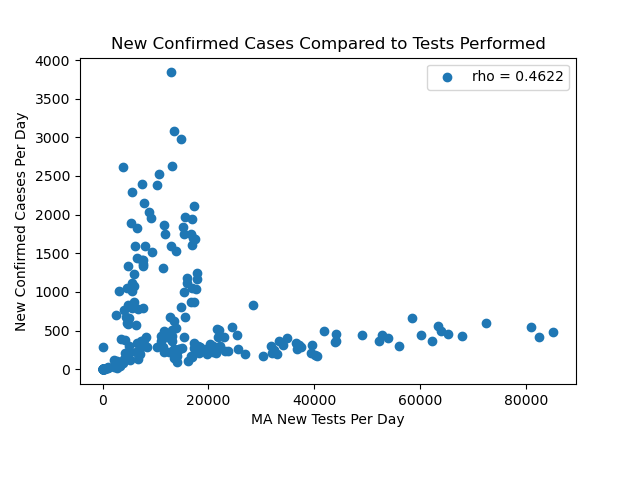 New Confirmed Cases Compared to Tests Performed
rho = 0.4622
4000
3500
3000
2500
2000
1500
1000
500
0
New Confirmed Caeses Per Day
0 20000 40000 60000 80000
MA New Tests Per Day